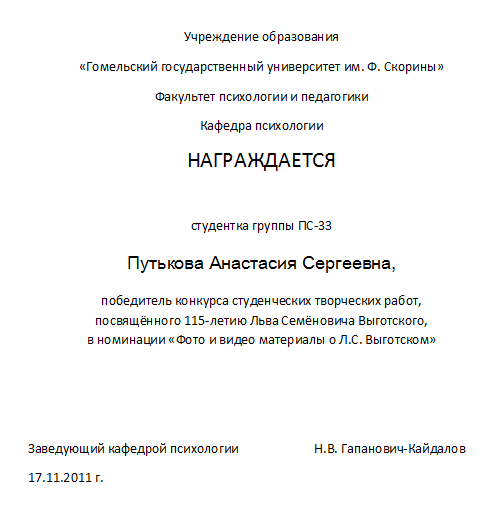 Учреждение образования
«Гомельский государственный университет им. Ф. Скорины»
Факультет психологии и педагогики
Кафедра психологии
НАГРАЖДАЕТСЯ
студентка группы ПС-33
Путькова Анастасия Сергеевна,
победитель конкурса студенческих творческих работ,
посвящённого 115-летию Льва Семёновича Выготского,
в номинации «Фото и видео материалы о Л.С. Выготском»
Заведующий кафедрой психологии Н.В. Гапанович-Кайдалов
17.11.2011 г.